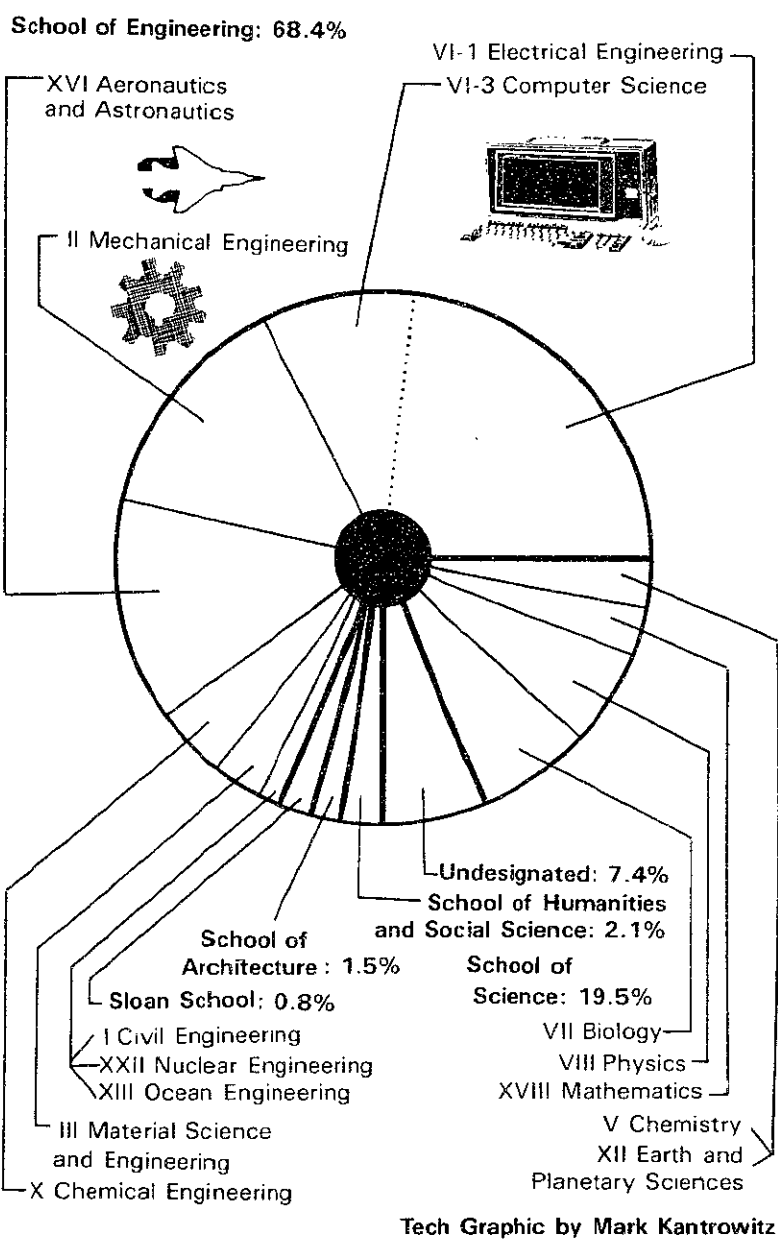 School of Engineering: 68.4%
VI-1 Electrical Engineering
XVI Aeronautics
and Astronautics
VI-3 Computer Science
II Mechanical Engineering
Undesignated: 7.4%
School of Humanities
and Social Science: 2.1%
School of
Architecture : 1.5%
School of
Science: 19.5%
Sloan School: 0.8%
I Civil Engineering
XXII Nuclear Engineering
XIII Ocean Engineering
VII Biology
VIII Physics
XVIII Mathematics
III Material Science
and Engineering
V Chemistry
XII Earth and
Planetary Sciences
X Chemical Engineering
Tech Graphic by Mark Kantrowitz